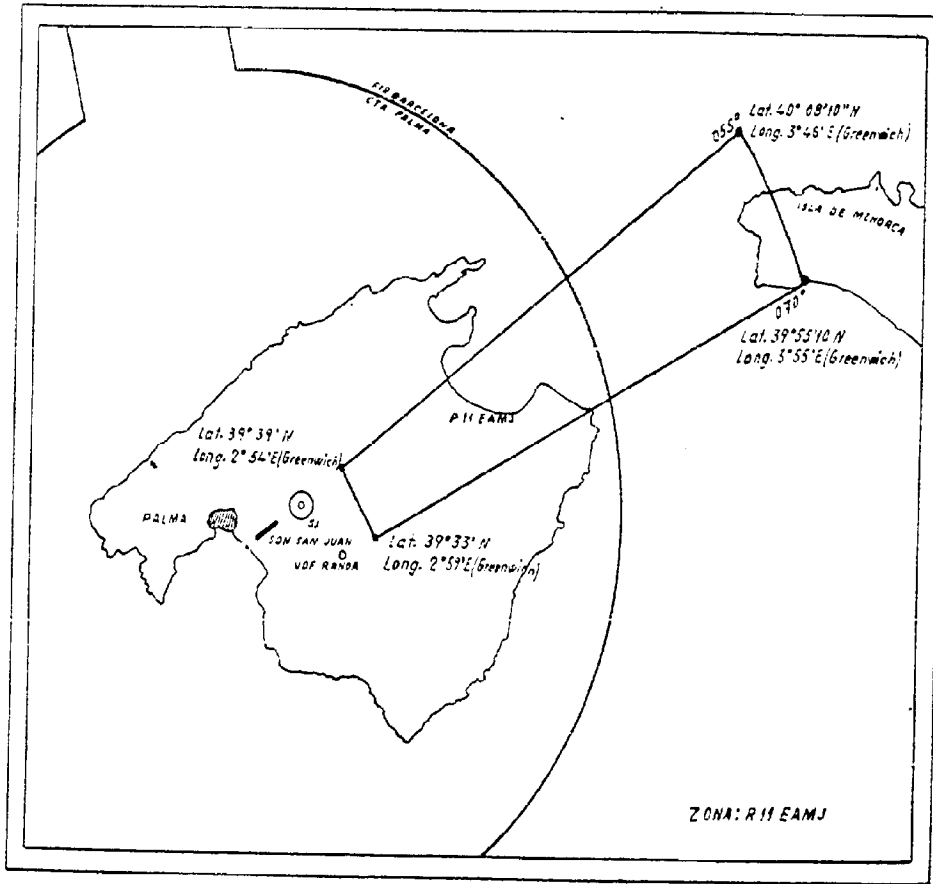 FIR BARCELONA
CTA PALMA
055°
Lat. 40° 08'10" N
Long. 3° 46' E (Greenwich)
ISLA DE MENORCA
070°
Lat. 39° 55'10 N
Long. 3° 55' E (Greenwich)
R 11 EAMJ
Lat. 39° 39' N
Long. 2° 54' E (Greenwich)
PALMA
SJ
SON SAN JUAN
VDF RANDA
Lat. 39° 33' N
Long. 2° 59' E (Greenwich)
ZONA: R 11 EAMJ